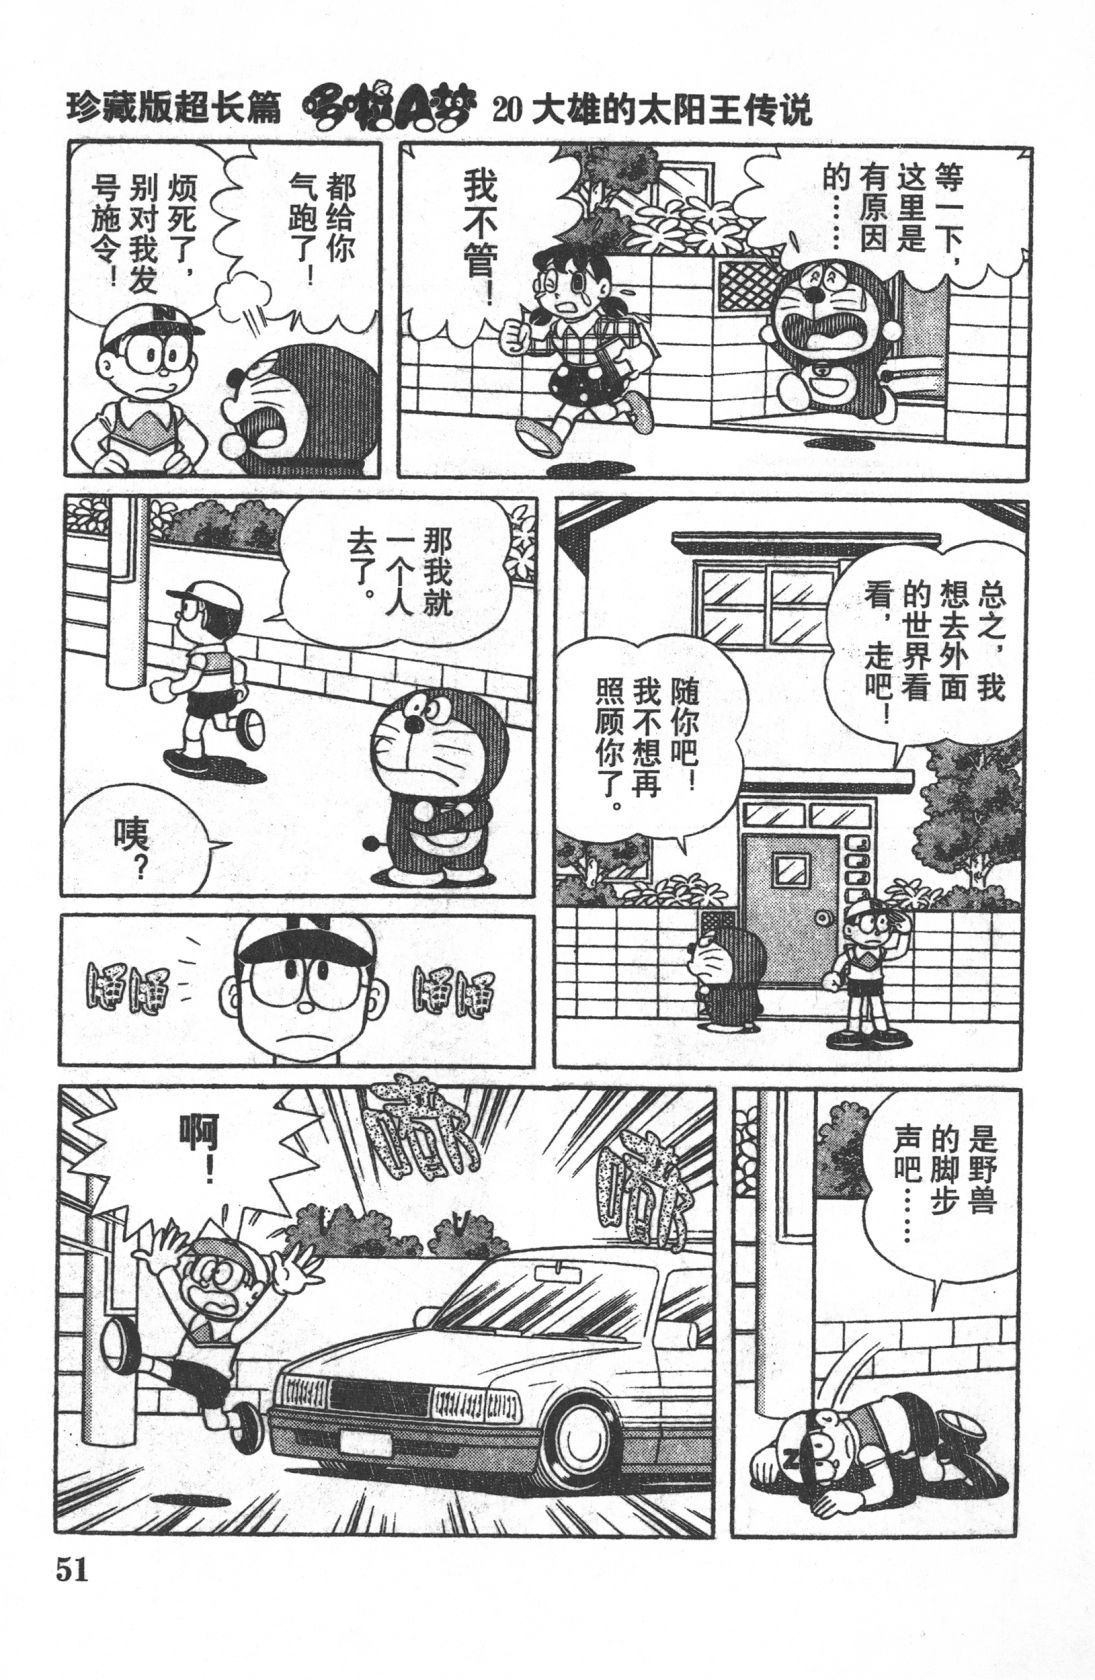 珍藏版超长篇 哆啦A梦 20 大雄的太阳王传说
等一下，
这里是
有原因
的……
我不管！
都给你
气跑了！
烦死了，
别对我发
号施令！
总之，我
想去外面
的世界看
看，走吧！
随你吧！
我不想再
照顾你了。
那我就
一个人
去了。
咦？
N
是野兽
的脚步
声吧……
N
啊！
51